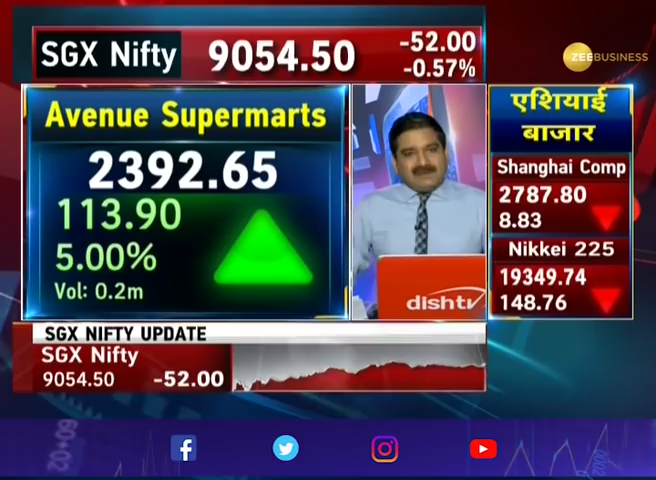 SGX Nifty 9054.50 -52.00
-0.57%
ZEEBUSINESS
Avenue Supermarts
2392.65
113.90
5.00%
Vol: 0.2m
dishtv
एशियाई
बाजार
Shanghai Comp
2787.80
8.83
Nikkei 225
19349.74
148.76
SGX NIFTY UPDATE
SGX Nifty
9054.50 -52.00
60+02